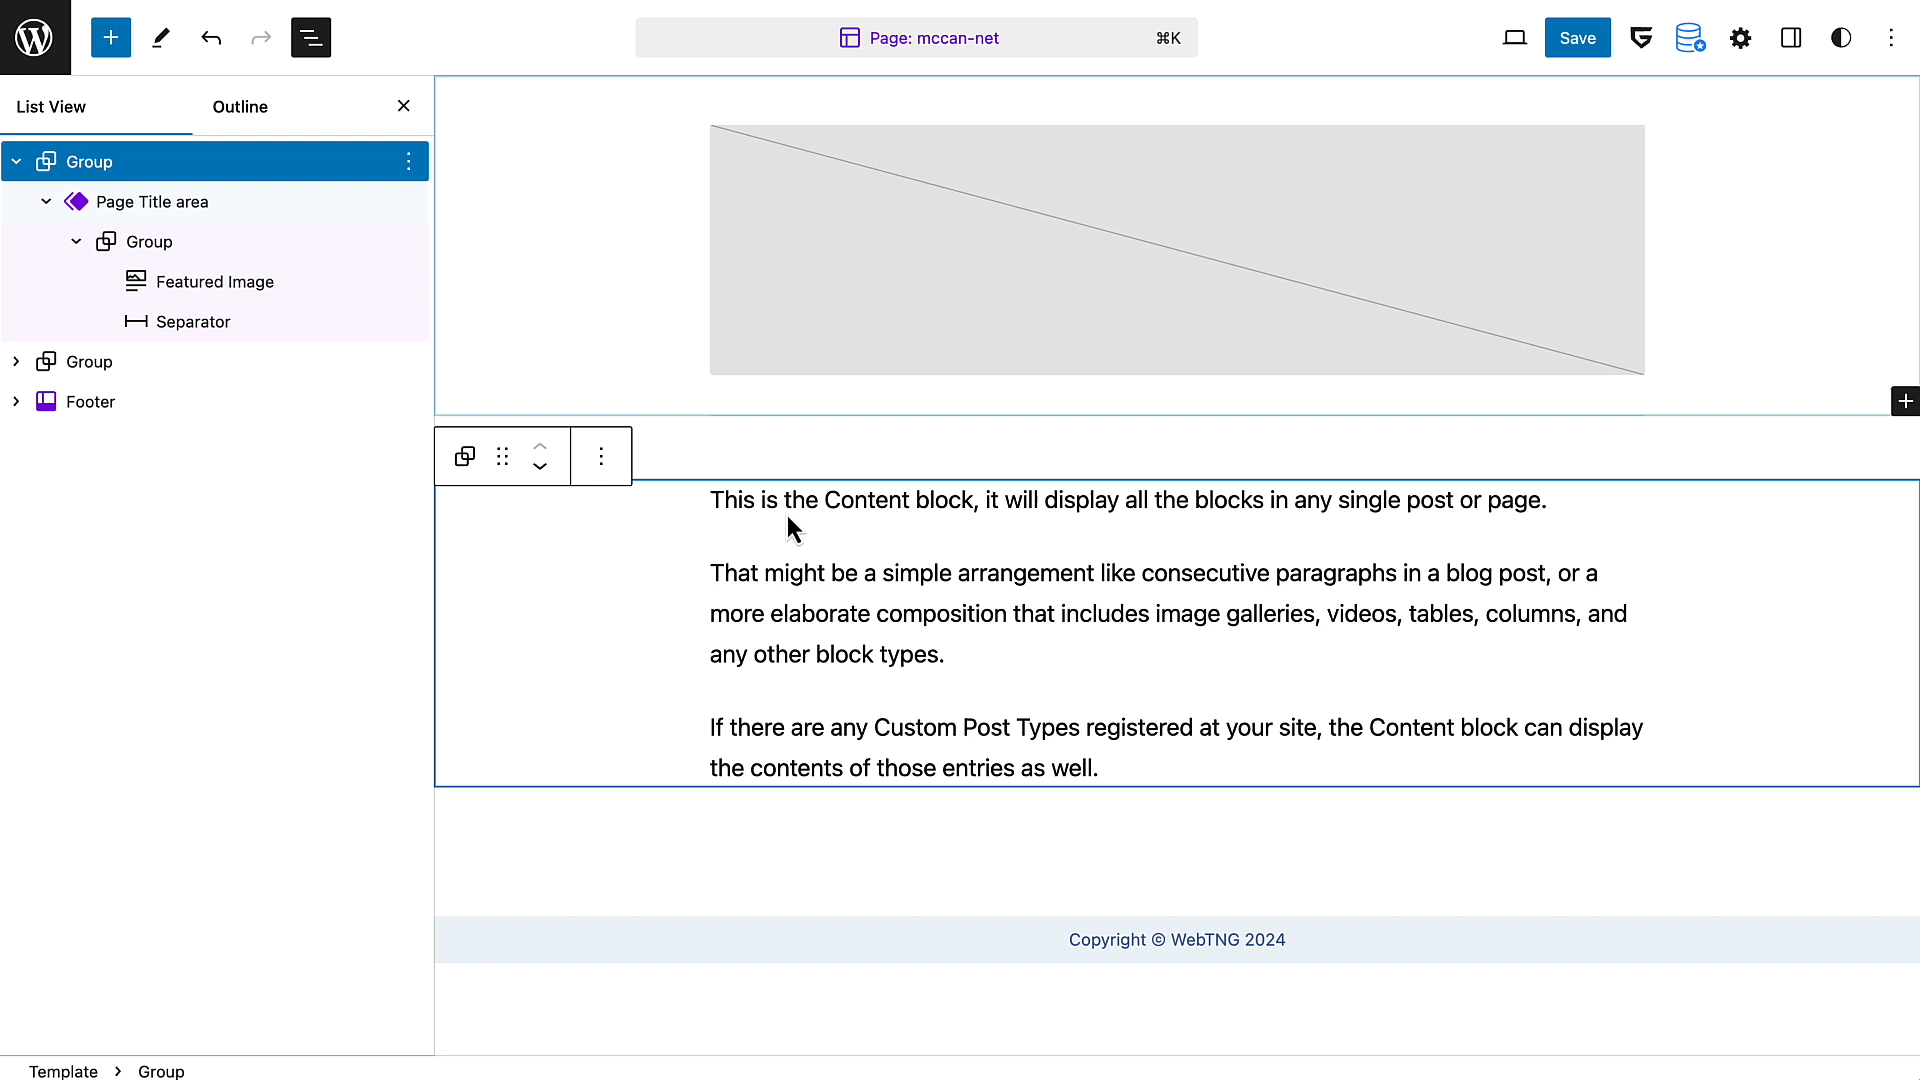 Page: mccan-net
⌘K
Save
List View
Outline
Group
Page Title area
Group
Featured Image
Separator
Group
Footer
This is the Content block, it will display all the blocks in any single post or page.
That might be a simple arrangement like consecutive paragraphs in a blog post, or a
more elaborate composition that includes image galleries, videos, tables, columns, and
any other block types.
If there are any Custom Post Types registered at your site, the Content block can display
the contents of those entries as well.
Copyright © WebTNG 2024
Template > Group